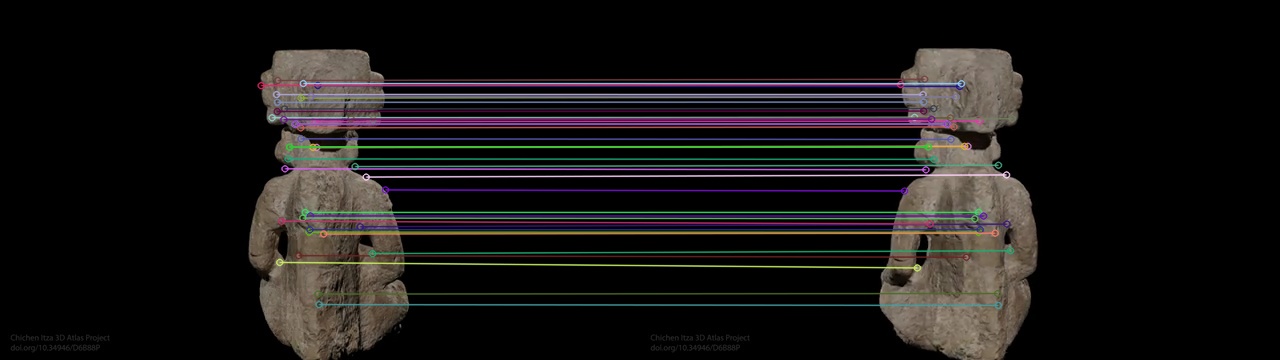 Chichen Itza 3D Atlas Project
doi.org/10.34946/D6B88P
Chichen Itza 3D Atlas Project
doi.org/10.34946/D6B88P